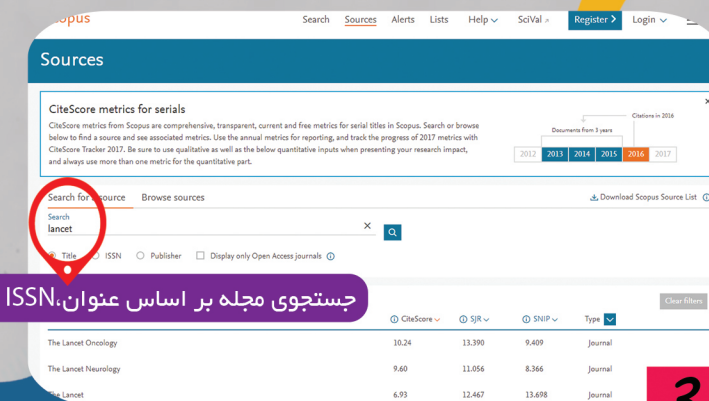 Search Sources Alerts Lists Help SciVal Register > Login
Sources
CiteScore metrics for serials
CiteScore metrics from Scopus are comprehensive, transparent, current and free metrics for serial titles in Scopus. Search or browse
below to find a source and see associated metrics. Use the annual metrics for reporting, and track the progress of 2017 metrics with
CiteScore Tracker 2017. Be sure to use qualitative as well as the below quantitative inputs when presenting your research impact,
and always use more than one metric for the quantitative part.
Citations in 2016
Documents from 3 years
2012 2013 2014 2015 2016 2017
Search for a source Browse sources Download Scopus Source List
Search
lancet
Title ISSN Publisher Display only Open Access journals
جستجوی مجله بر اساس عنوان،ISSN
Clear filters
CiteScore SJR SNIP Type
The Lancet Oncology 10.24 13.390 9.409 Journal
The Lancet Neurology 9.60 11.056 8.366 Journal
The Lancet 6.93 12.467 13.698 Journal
3